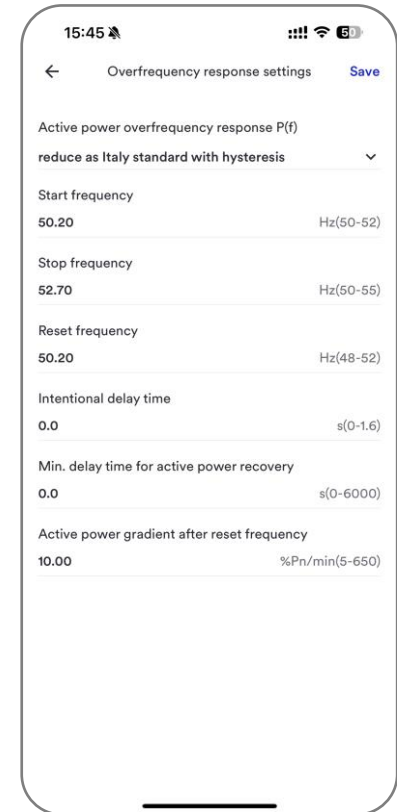 15:45
50
Overfrequency response settings Save
Active power overfrequency response P(f)
reduce as Italy standard with hysteresis
Start frequency
50.20 Hz(50-52)
Stop frequency
52.70 Hz(50-55)
Reset frequency
50.20 Hz(48-52)
Intentional delay time
0.0 s(0-1.6)
Min. delay time for active power recovery
0.0 s(0-6000)
Active power gradient after reset frequency
10.00 %Pn/min(5-650)